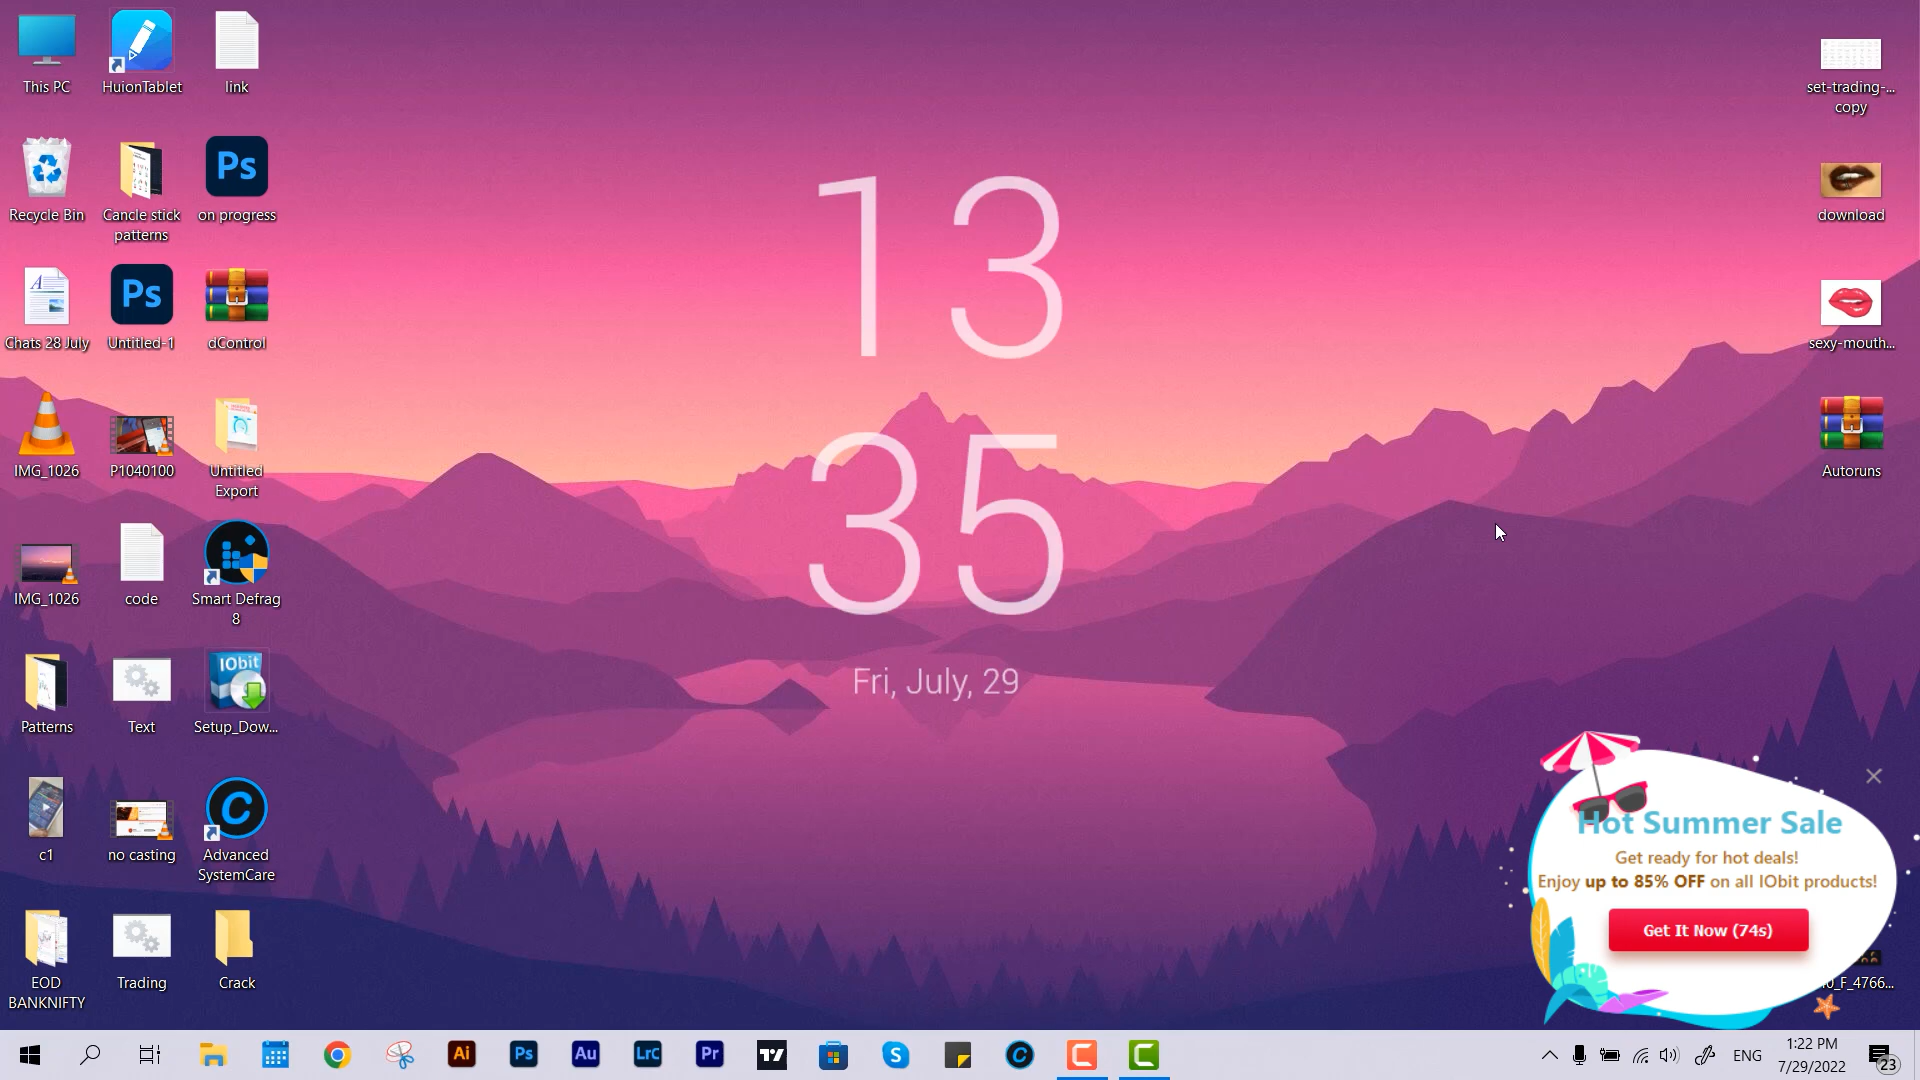 This PC
HuionTablet
link
Recycle Bin
Cancle stick
patterns
Ps
on progress
Chats 28 July
Ps
Untitled-1
dControl
IMG_1026
P1040100
Untitled
Export
IMG_1026
code
Smart Defrag
8
Patterns
Text
IObit
Setup_Dow...
c1
no casting
C
Advanced
SystemCare
EOD
BANKNIFTY
Trading
Crack
13
35
Fri, July, 29
set-trading-...
copy
download
sexy-mouth...
Autoruns
Hot Summer Sale
Get ready for hot deals!
Enjoy up to 85% OFF on all IObit products!
Get It Now (74s)
_F_4766...
Ai
Ps
Au
LrC
Pr
S
C
C
C
ENG
1:22 PM
7/29/2022
23